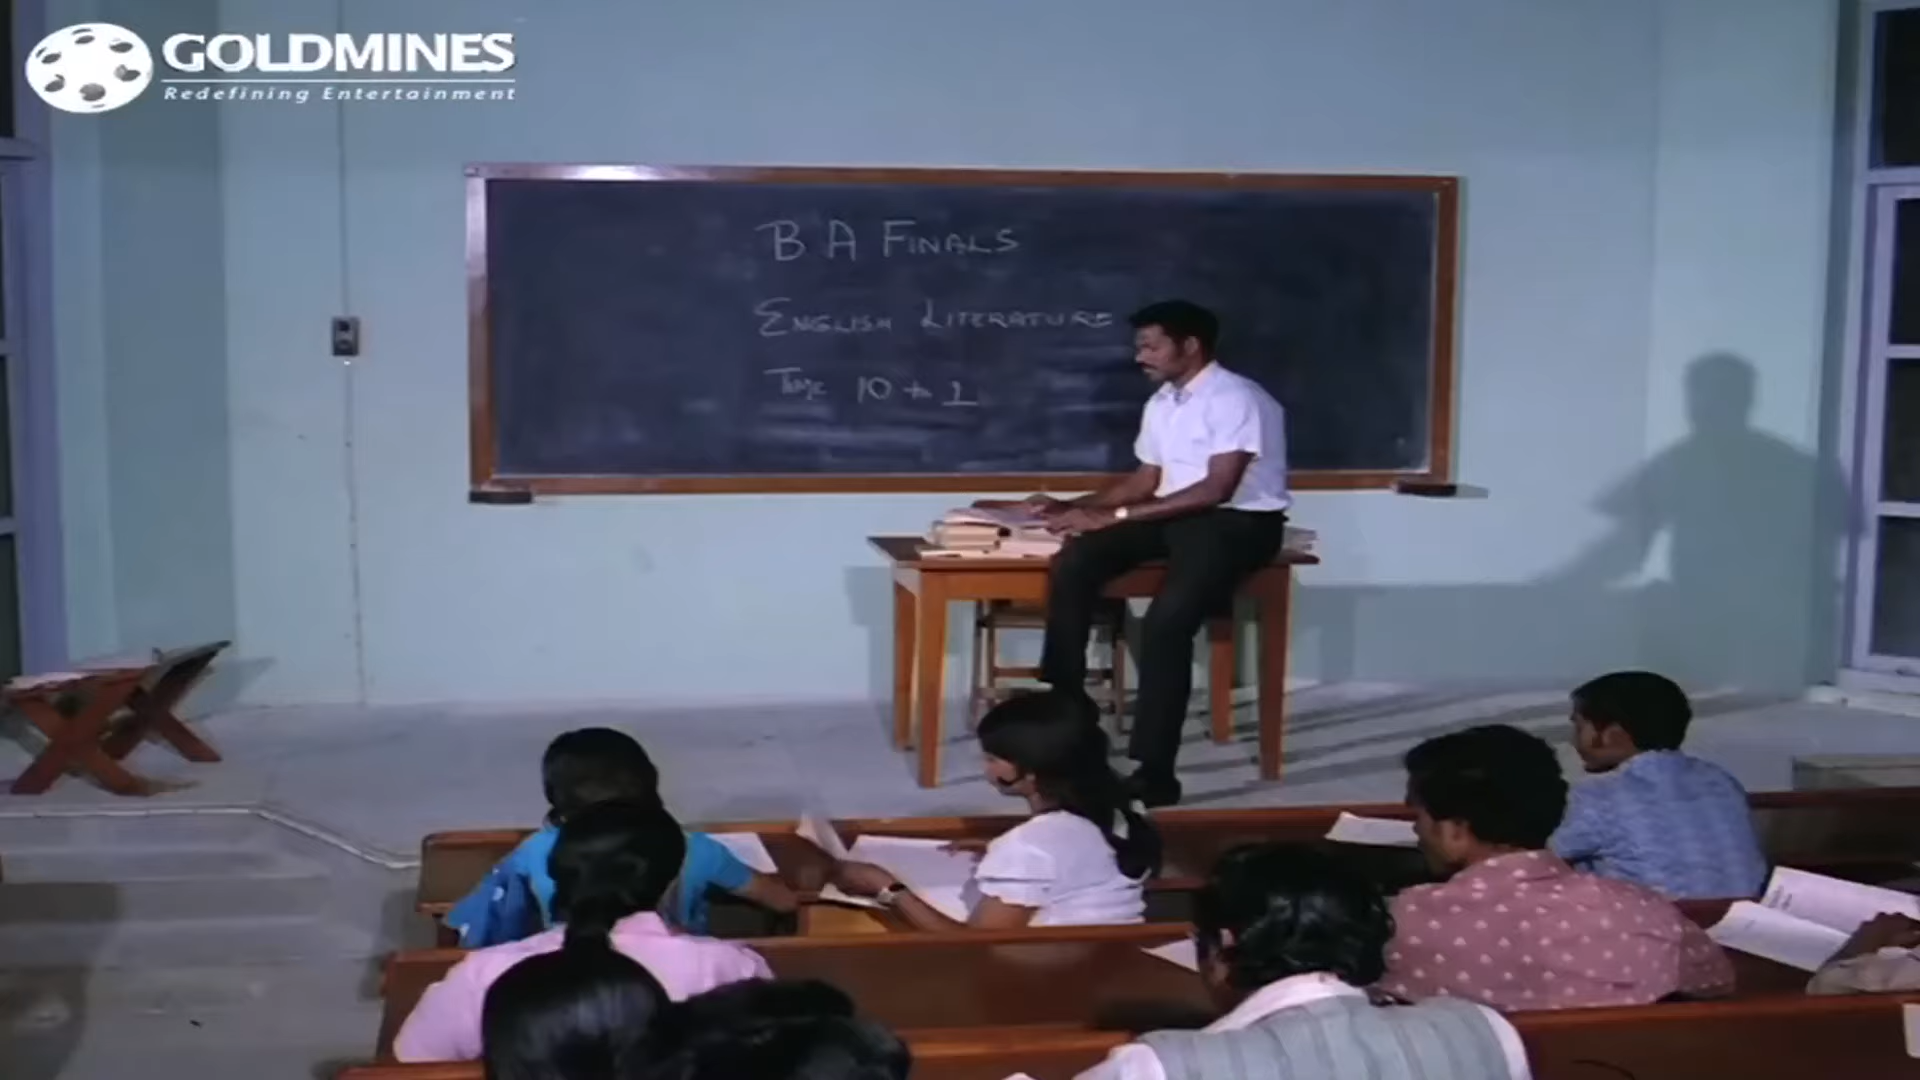 GOLDMINES
Redefining Entertainment
B A FINALS
ENGLISH LITERATURE
TIME 10 to 1